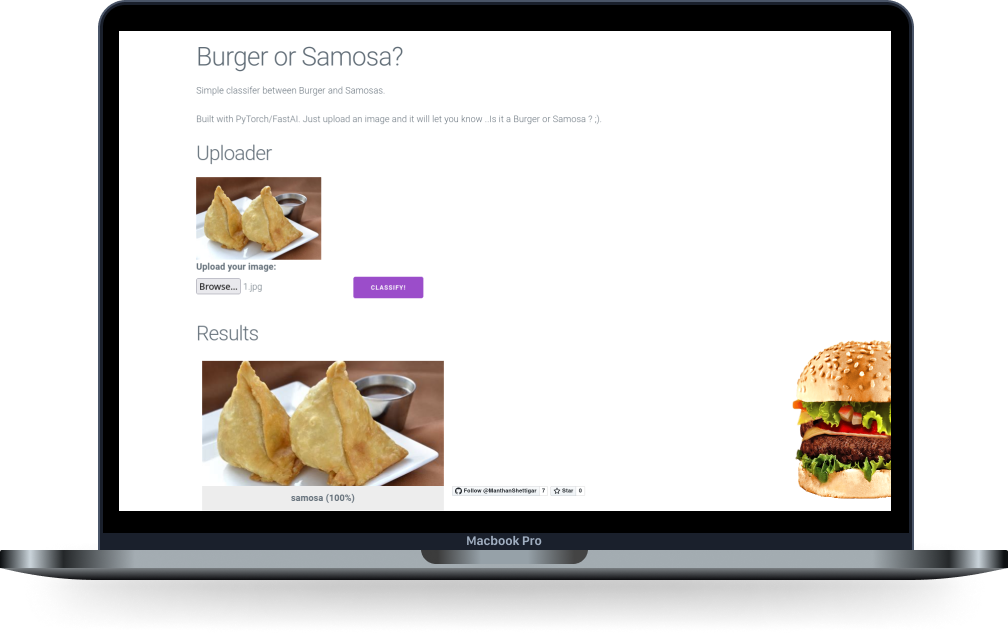 Burger or Samosa?
Simple classifer between Burger and Samosas.
Built with PyTorch/FastAI. Just upload an image and it will let you know ..Is it a Burger or Samosa ? ;).
Uploader
Upload your image:
Browse... 1.jpg
CLASSIFY!
Results
samosa (100%)
Follow @ManthanShettigar 7 Star 0
Macbook Pro